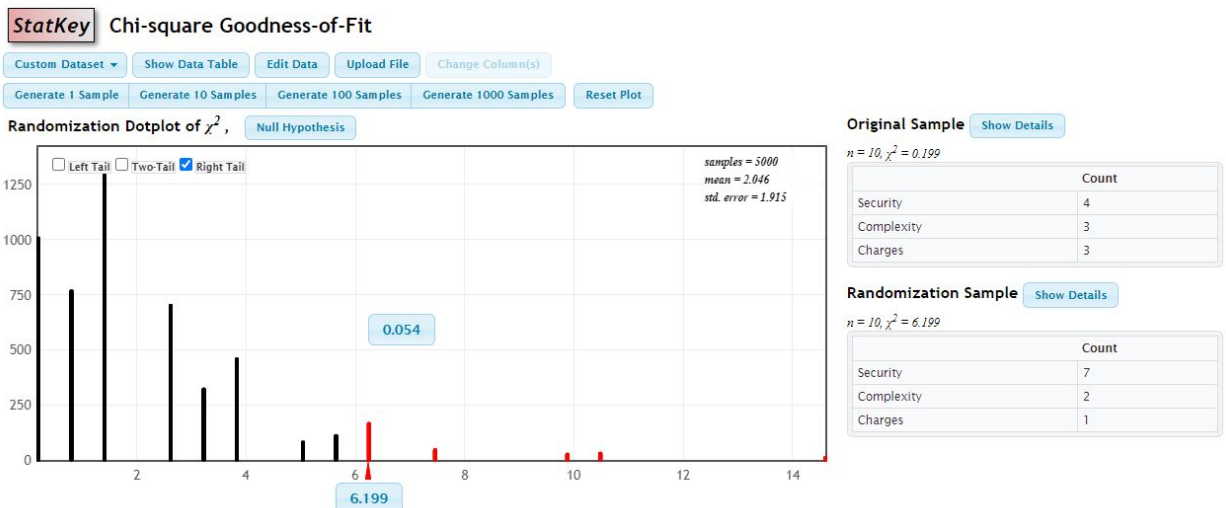 StatKey Chi-square Goodness-of-Fit
Custom Dataset Show Data Table Edit Data Upload File Change Column(s)
Generate 1 Sample Generate 10 Samples Generate 100 Samples Generate 1000 Samples Reset Plot
Randomization Dotplot of χ² , Null Hypothesis
Left Tail Two-Tail Right Tail
samples = 5000
mean = 2.046
std. error = 1.915
1250
1000
750
500
250
0
0.054
2 4 6 8 10 12 14
6.199
Original Sample Show Details
n = 10, χ² = 0.199
Count
Security 4
Complexity 3
Charges 3
Randomization Sample Show Details
n = 10, χ² = 6.199
Count
Security 7
Complexity 2
Charges 1